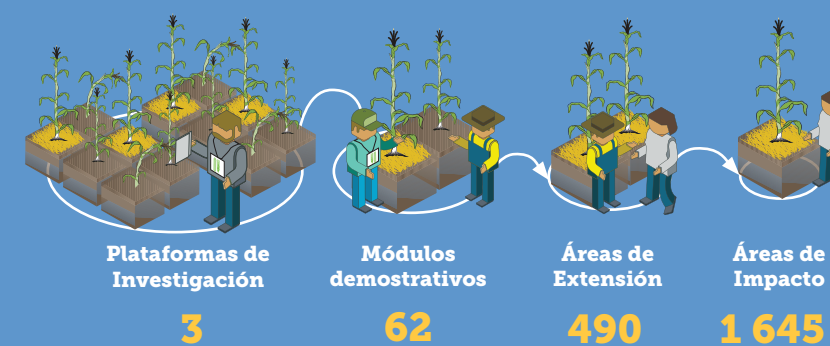 Plataformas de
Investigación
3
Módulos
demostrativos
62
Áreas de
Extensión
490
Áreas de
Impacto
1 645